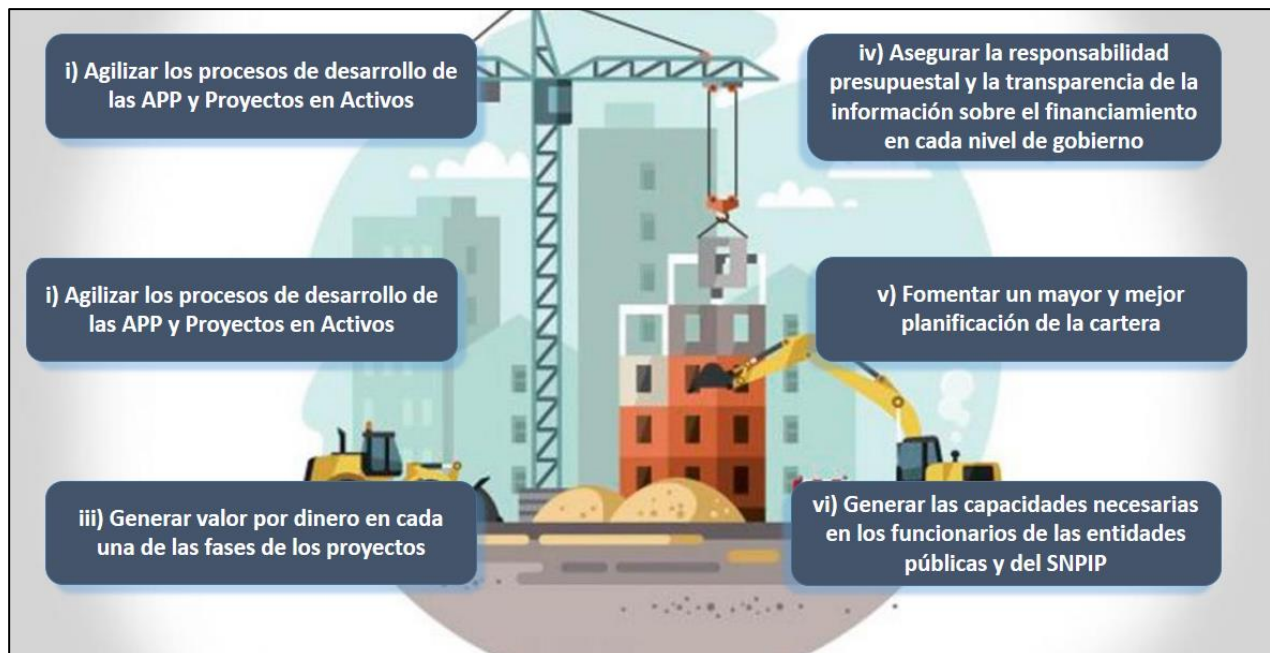 i) Agilizar los procesos de desarrollo de
las APP y Proyectos en Activos
i) Agilizar los procesos de desarrollo de
las APP y Proyectos en Activos
iii) Generar valor por dinero en cada
una de las fases de los proyectos
iv) Asegurar la responsabilidad
presupuestal y la transparencia de la
información sobre el financiamiento
en cada nivel de gobierno
v) Fomentar un mayor y mejor
planificación de la cartera
vi) Generar las capacidades necesarias
en los funcionarios de las entidades
públicas y del SNPIP